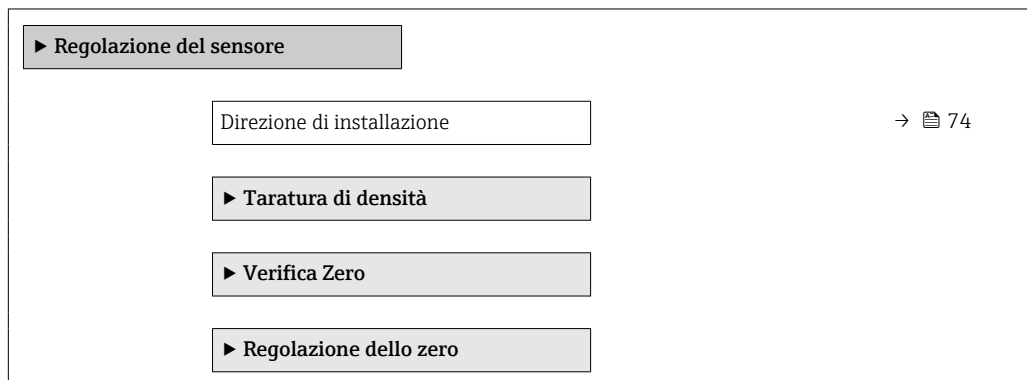 ▶ Regolazione del sensore
Direzione di installazione → 74
▶ Taratura di densità
▶ Verifica Zero
▶ Regolazione dello zero